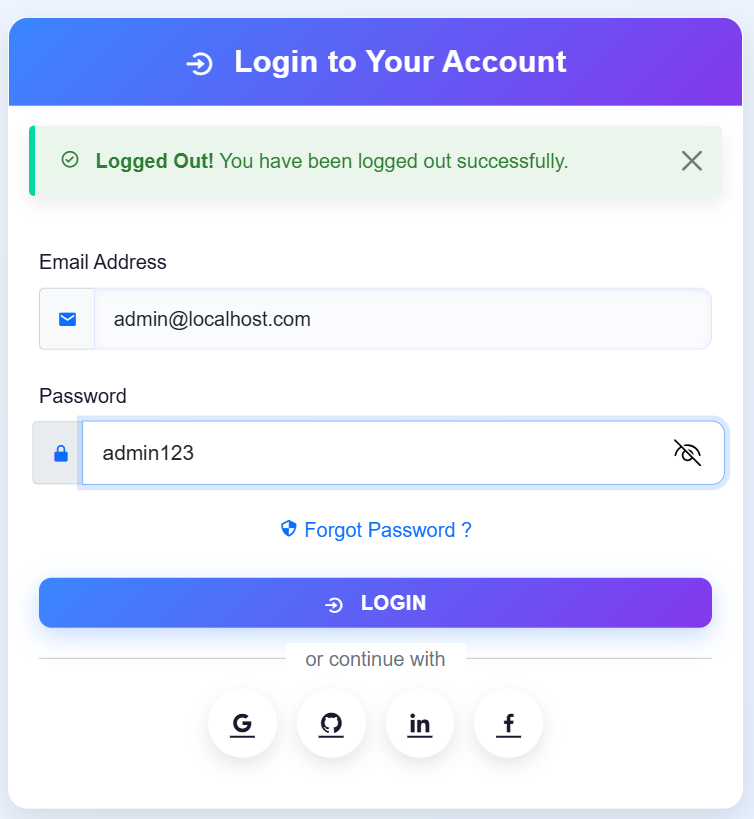 Login to Your Account
Logged Out! You have been logged out successfully.
Email Address
admin@localhost.com
Password
admin123
Forgot Password ?
LOGIN
or continue with